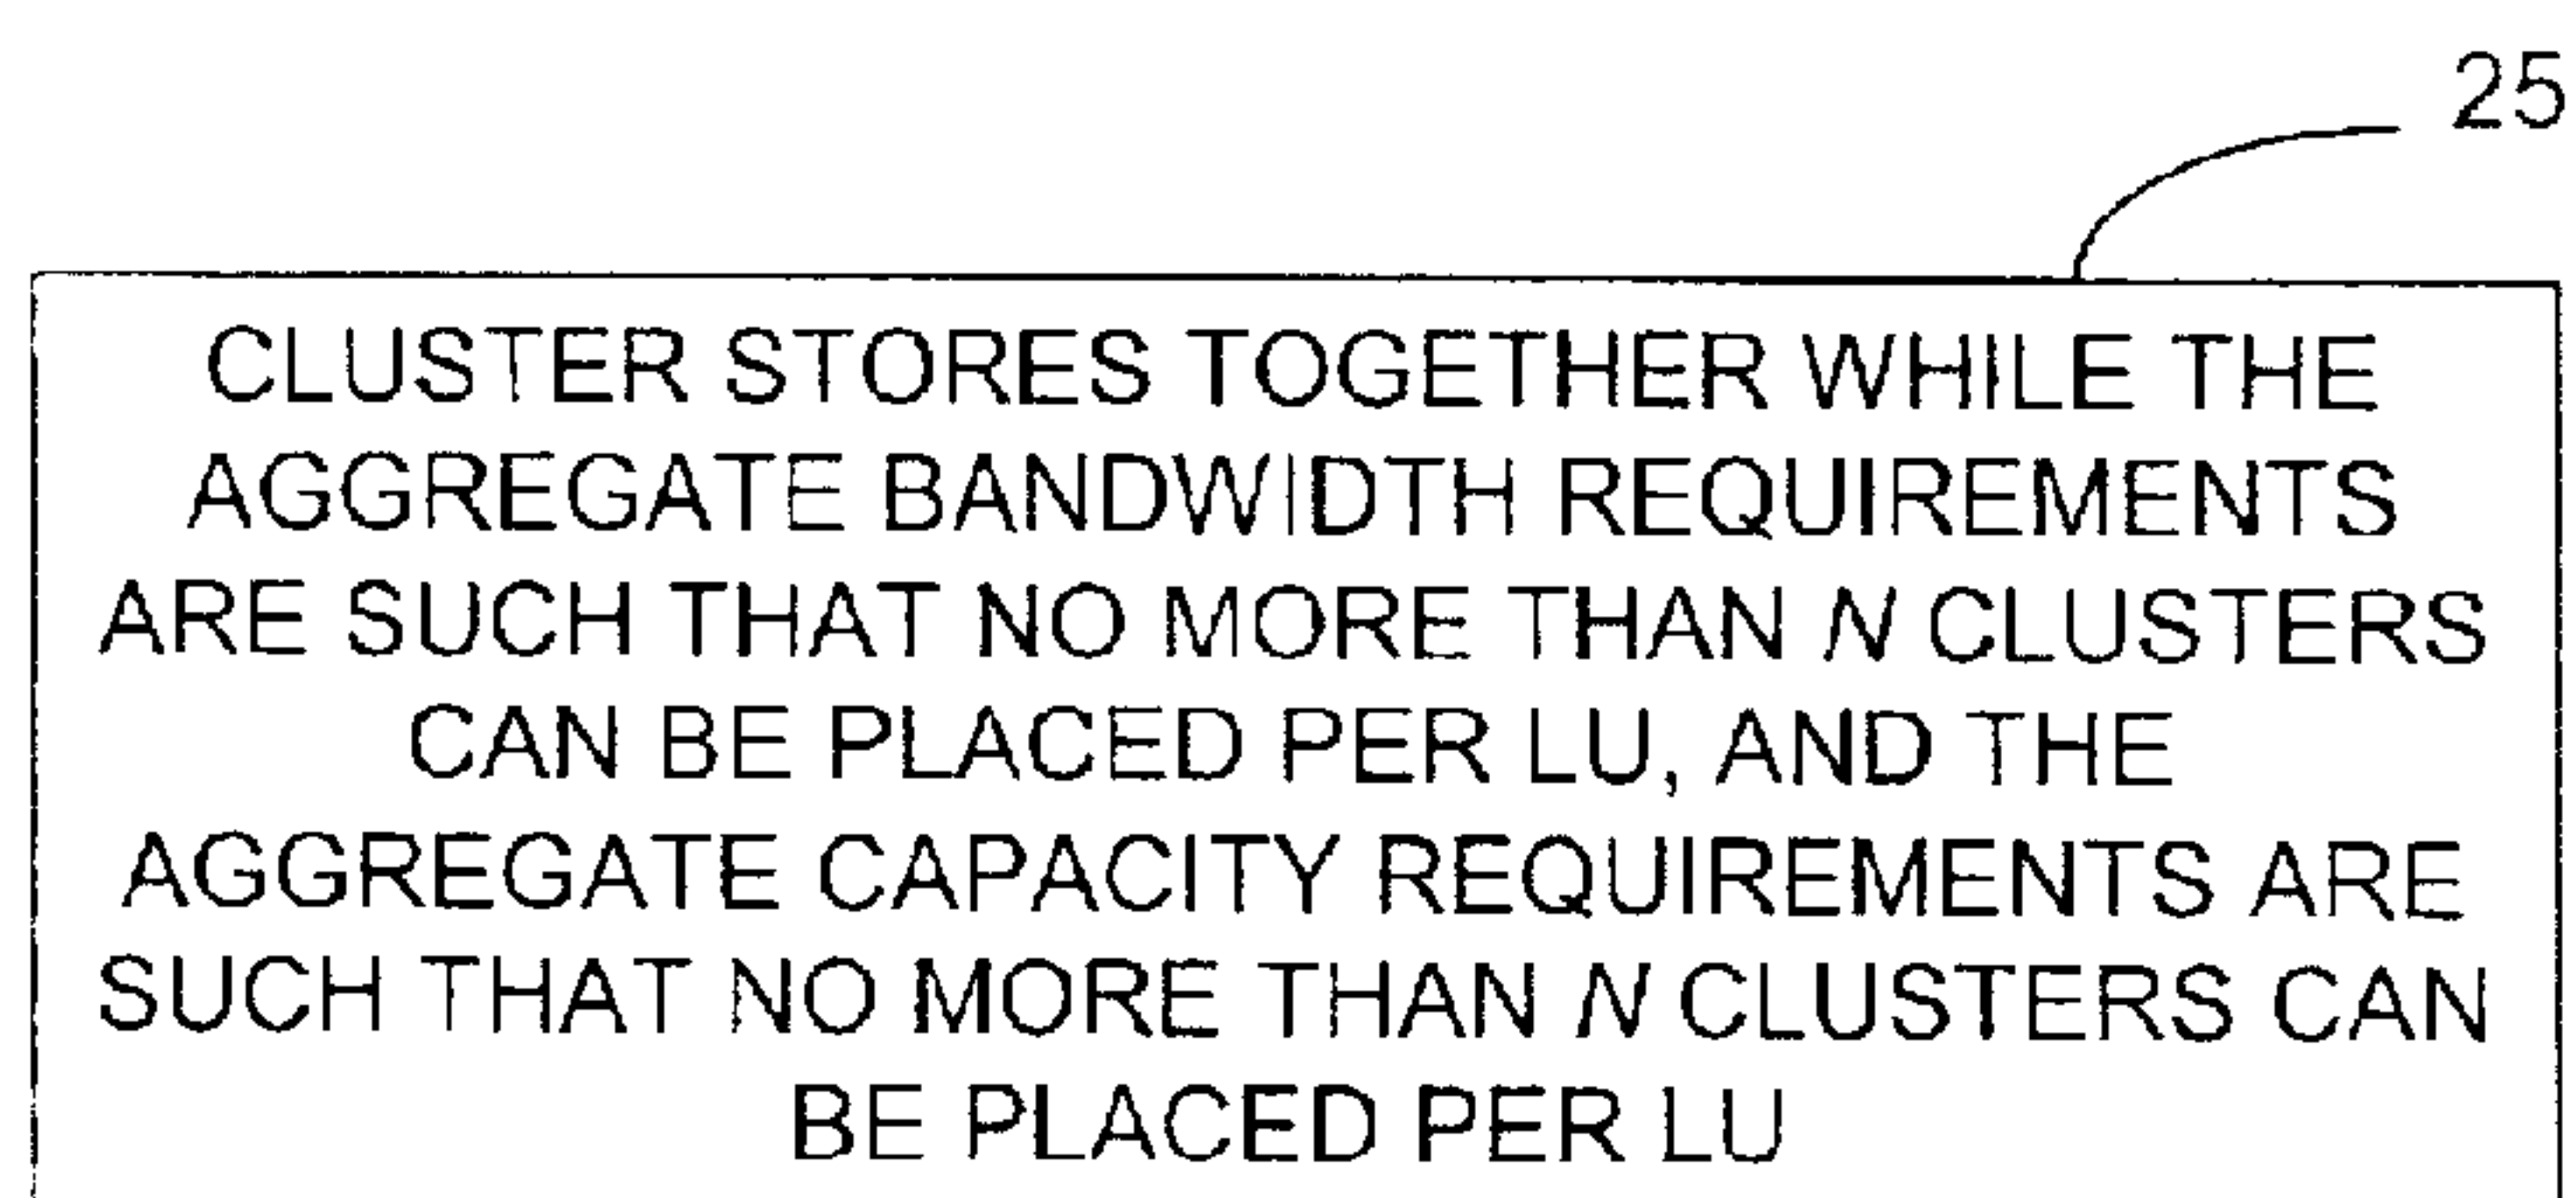 25
CLUSTER STORES TOGETHER WHILE THE
AGGREGATE BANDWIDTH REQUIREMENTS
ARE SUCH THAT NO MORE THAN N CLUSTERS
CAN BE PLACED PER LU, AND THE
AGGREGATE CAPACITY REQUIREMENTS ARE
SUCH THAT NO MORE THAN N CLUSTERS CAN
BE PLACED PER LU